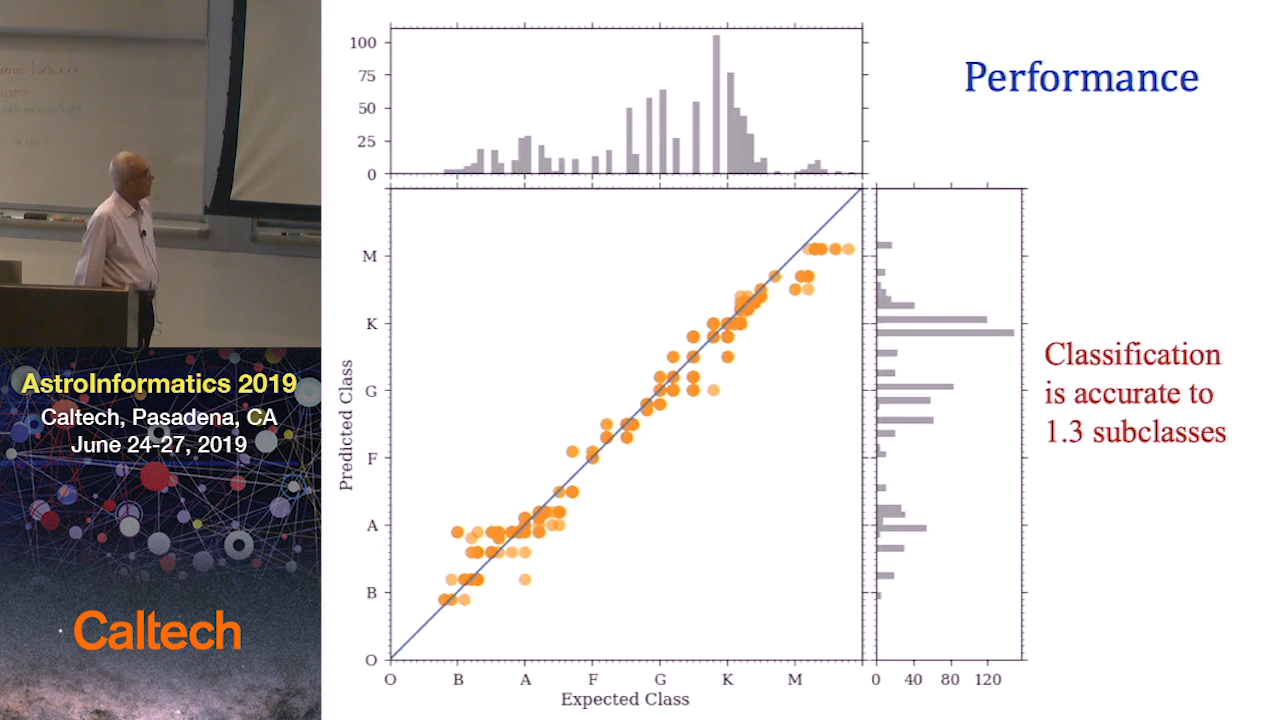 Performance
100
75
50
25
0
M
K
G
F
A
B
O
Predicted Class
O B A F G K M
Expected Class
0 40 80 120
Classification
is accurate to
1.3 subclasses
AstroInformatics 2019
Caltech, Pasadena, CA
June 24-27, 2019
Caltech